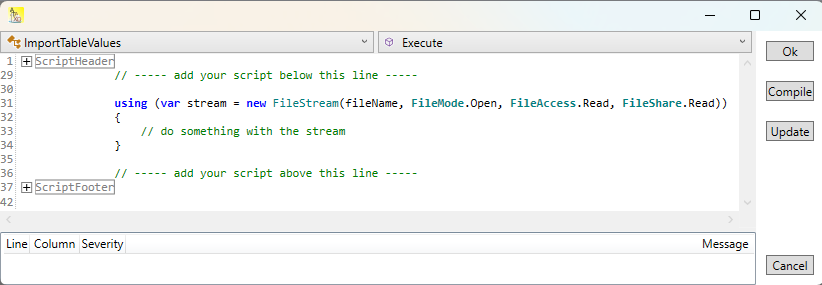 ImportTableValues Execute
Ok
1 ScriptHeader
29 // ----- add your script below this line -----
30
Compile
31 using (var stream = new FileStream(fileName, FileMode.Open, FileAccess.Read, FileShare.Read))
32 {
Update
33 // do something with the stream
34 }
35
36 // ----- add your script above this line -----
37 ScriptFooter
42
Line Column Severity Message
Cancel